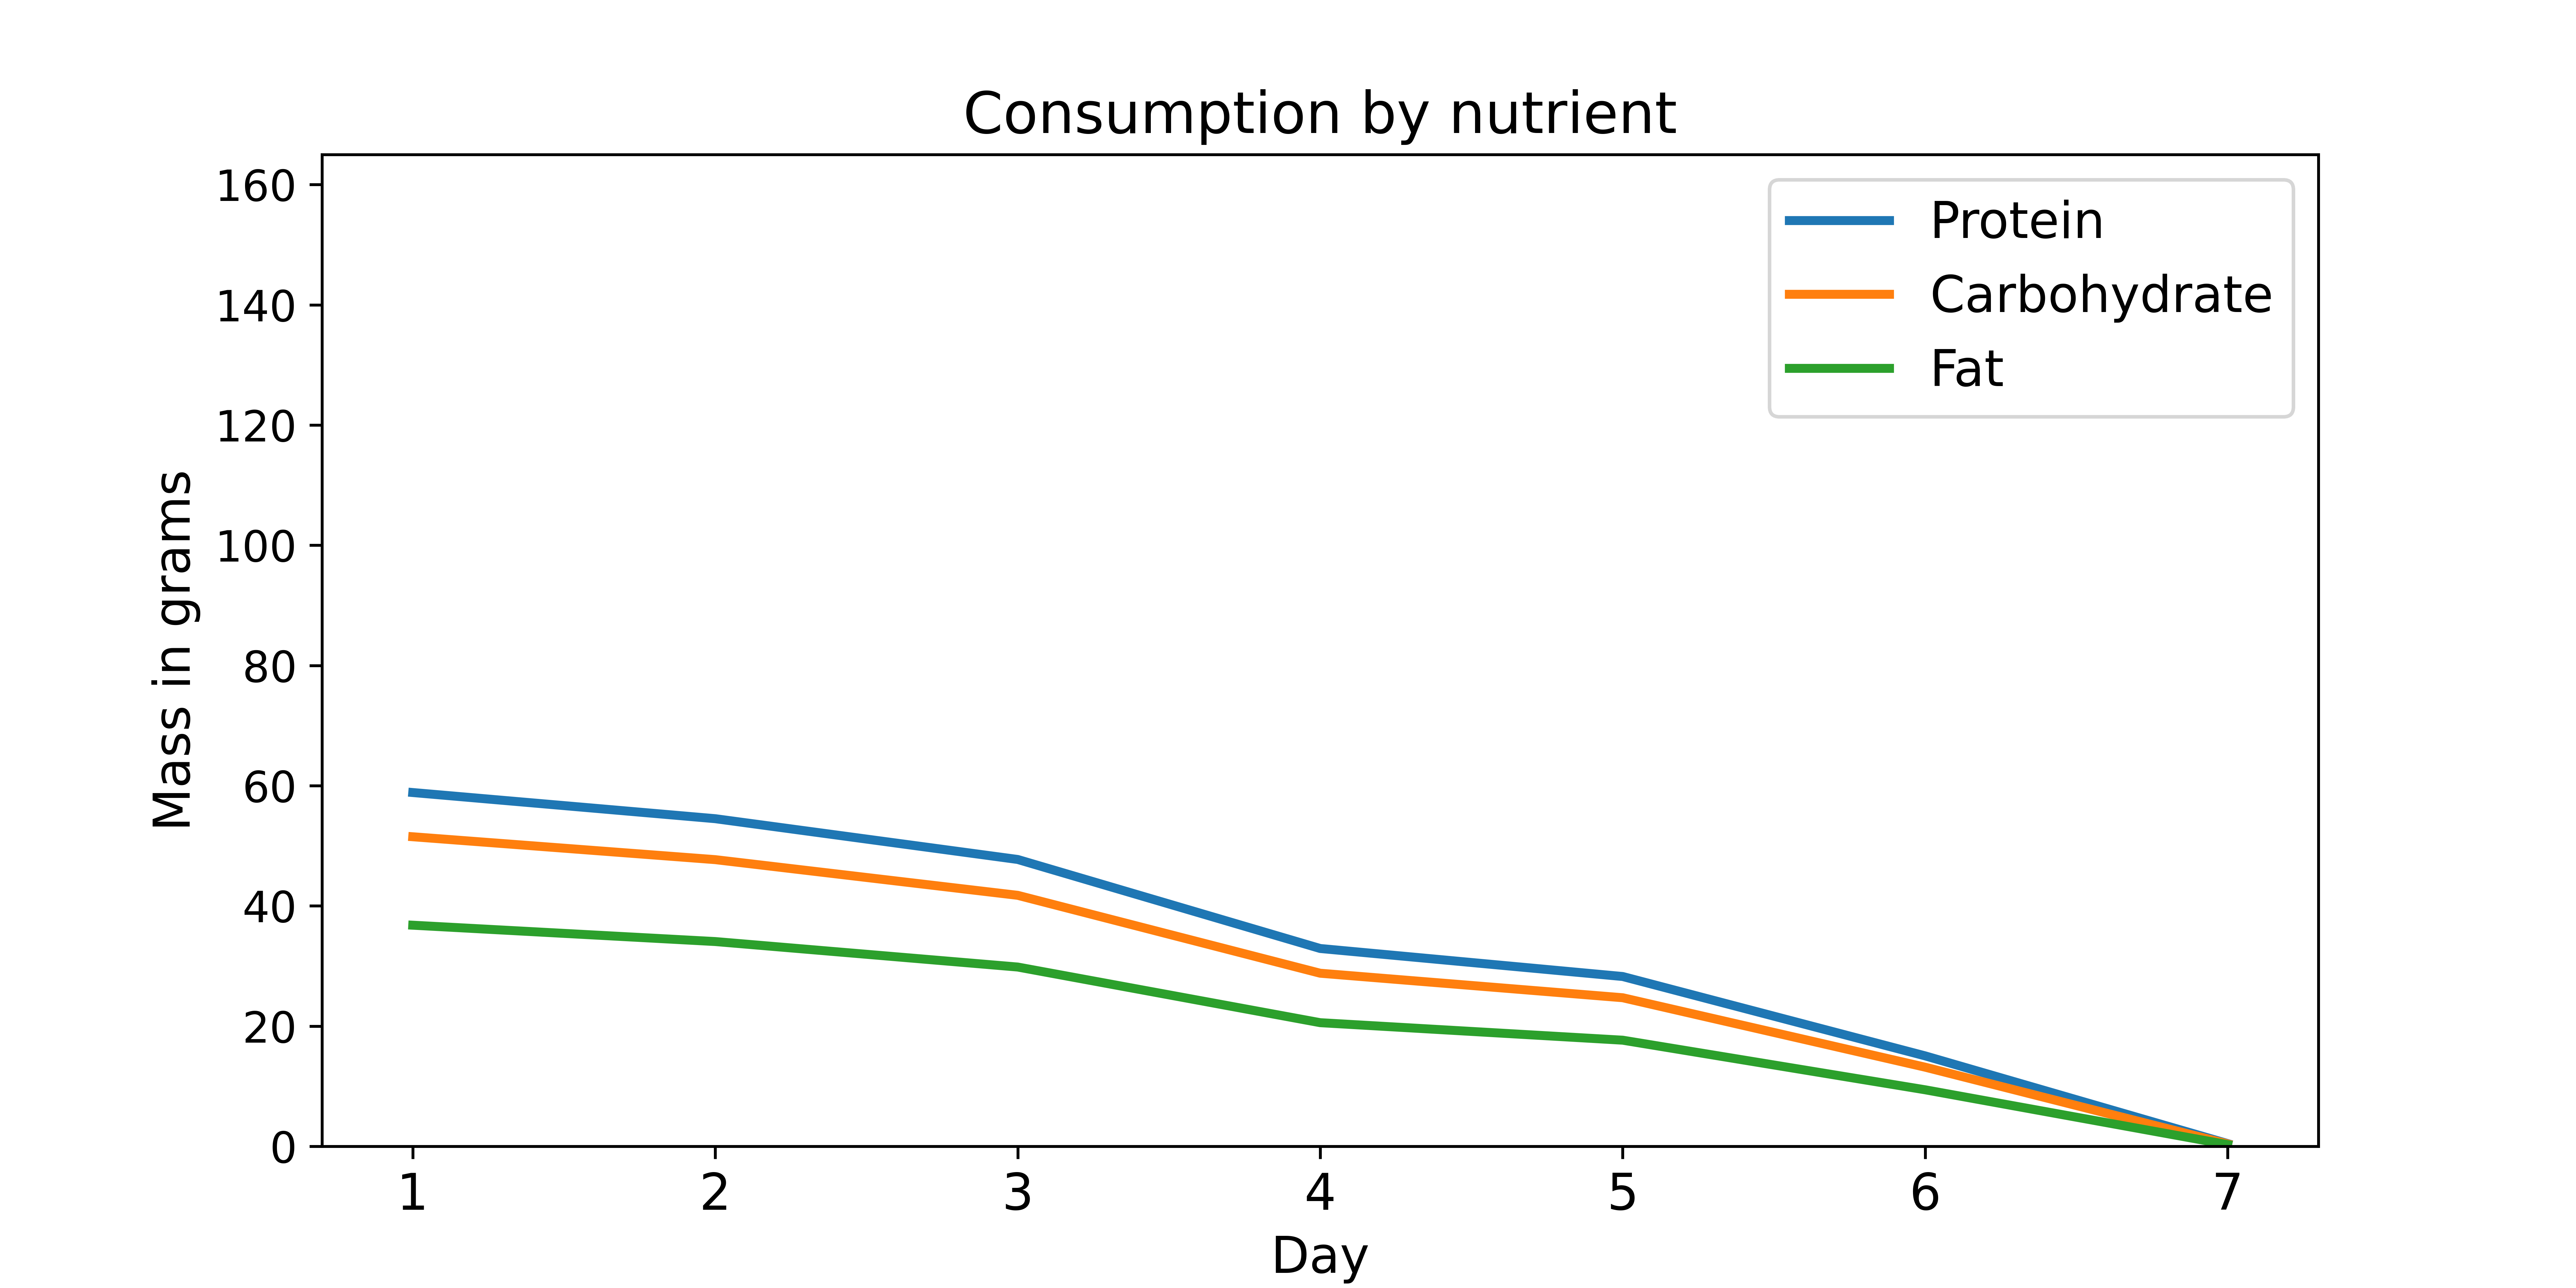 Consumption by nutrient
160
140
120
100
80
60
40
20
0
Mass in grams
Protein
Carbohydrate
Fat
1 2 3 4 5 6 7
Day